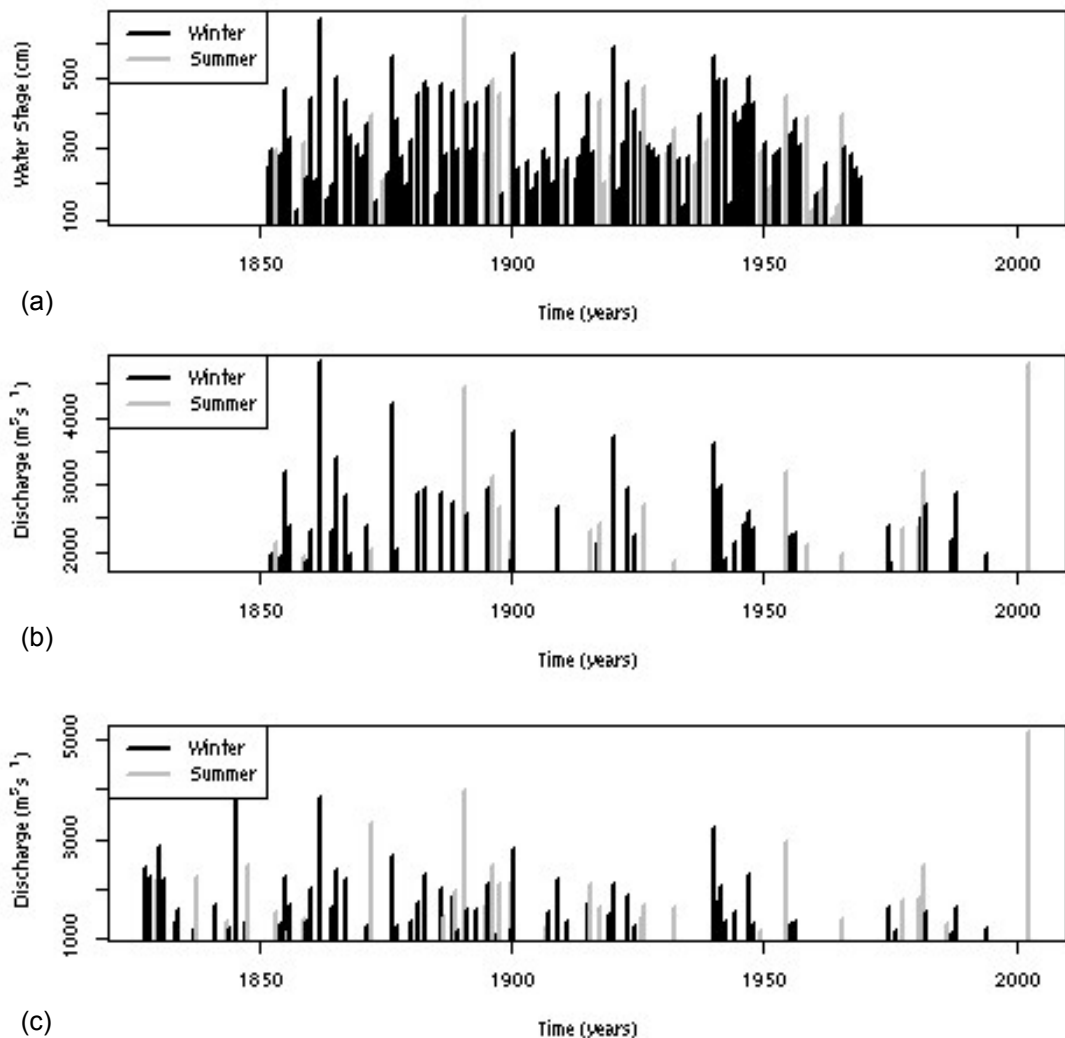 Winter
Summer
Water Stage (cm)
500
300
100
1850 1900 1950 2000
(a)
Time (years)
Winter
Summer
Discharge (m³ s⁻¹)
4000
3000
2000
1850 1900 1950 2000
(b)
Time (years)
Winter
Summer
Discharge (m³ s⁻¹)
5000
3000
1000
1850 1900 1950 2000
(c)
Time (years)